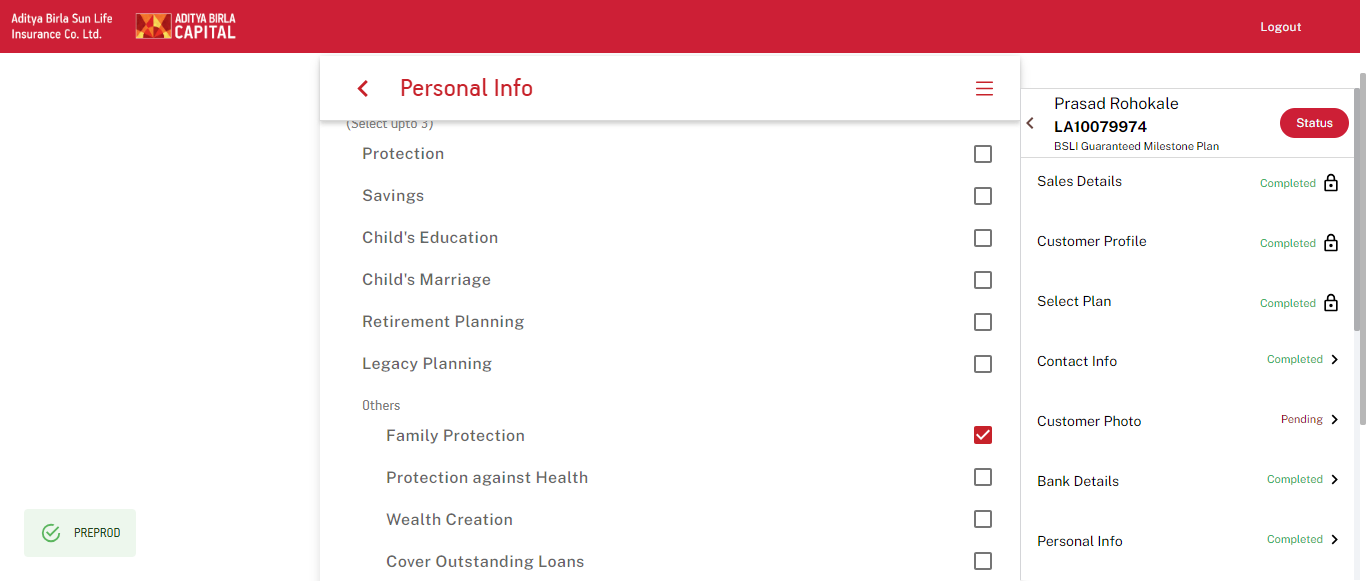 Aditya Birla Sun Life
Insurance Co. Ltd.
ADITYA BIRLA
CAPITAL
Logout
Personal Info
(Select upto 3)
Protection
Savings
Child's Education
Child's Marriage
Retirement Planning
Legacy Planning
Others
Family Protection
Protection against Health
Wealth Creation
Cover Outstanding Loans
Prasad Rohokale
LA10079974
BSLI Guaranteed Milestone Plan
Status
Sales Details Completed
Customer Profile Completed
Select Plan Completed
Contact Info Completed
Customer Photo Pending
Bank Details Completed
Personal Info Completed
PREPROD